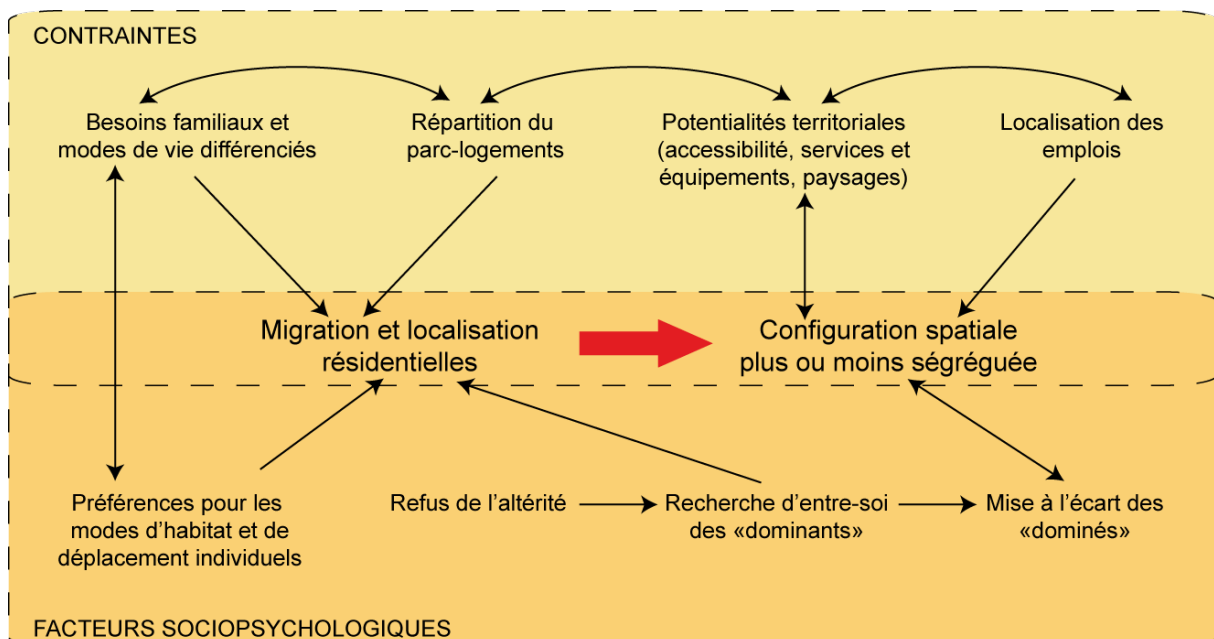 CONTRAINTES
Besoins familiaux et
modes de vie différenciés
Répartition du
parc-logements
Potentialités territoriales
(accessibilité, services et
équipements, paysages)
Localisation des
emplois
Migration et localisation
résidentielles
Configuration spatiale
plus ou moins ségréguée
Préférences pour les
modes d’habitat et de
déplacement individuels
Refus de l’altérité
Recherche d’entre-soi
des «dominants»
Mise à l’écart des
«dominés»
FACTEURS SOCIOPSYCHOLOGIQUES